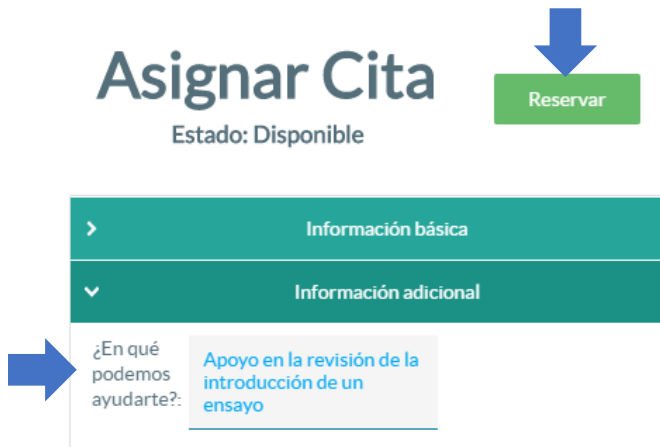 Asignar Cita
Reservar
Estado: Disponible
Información básica
Información adicional
¿En qué
podemos
ayudarte?:
Apoyo en la revisión de la
introducción de un
ensayo